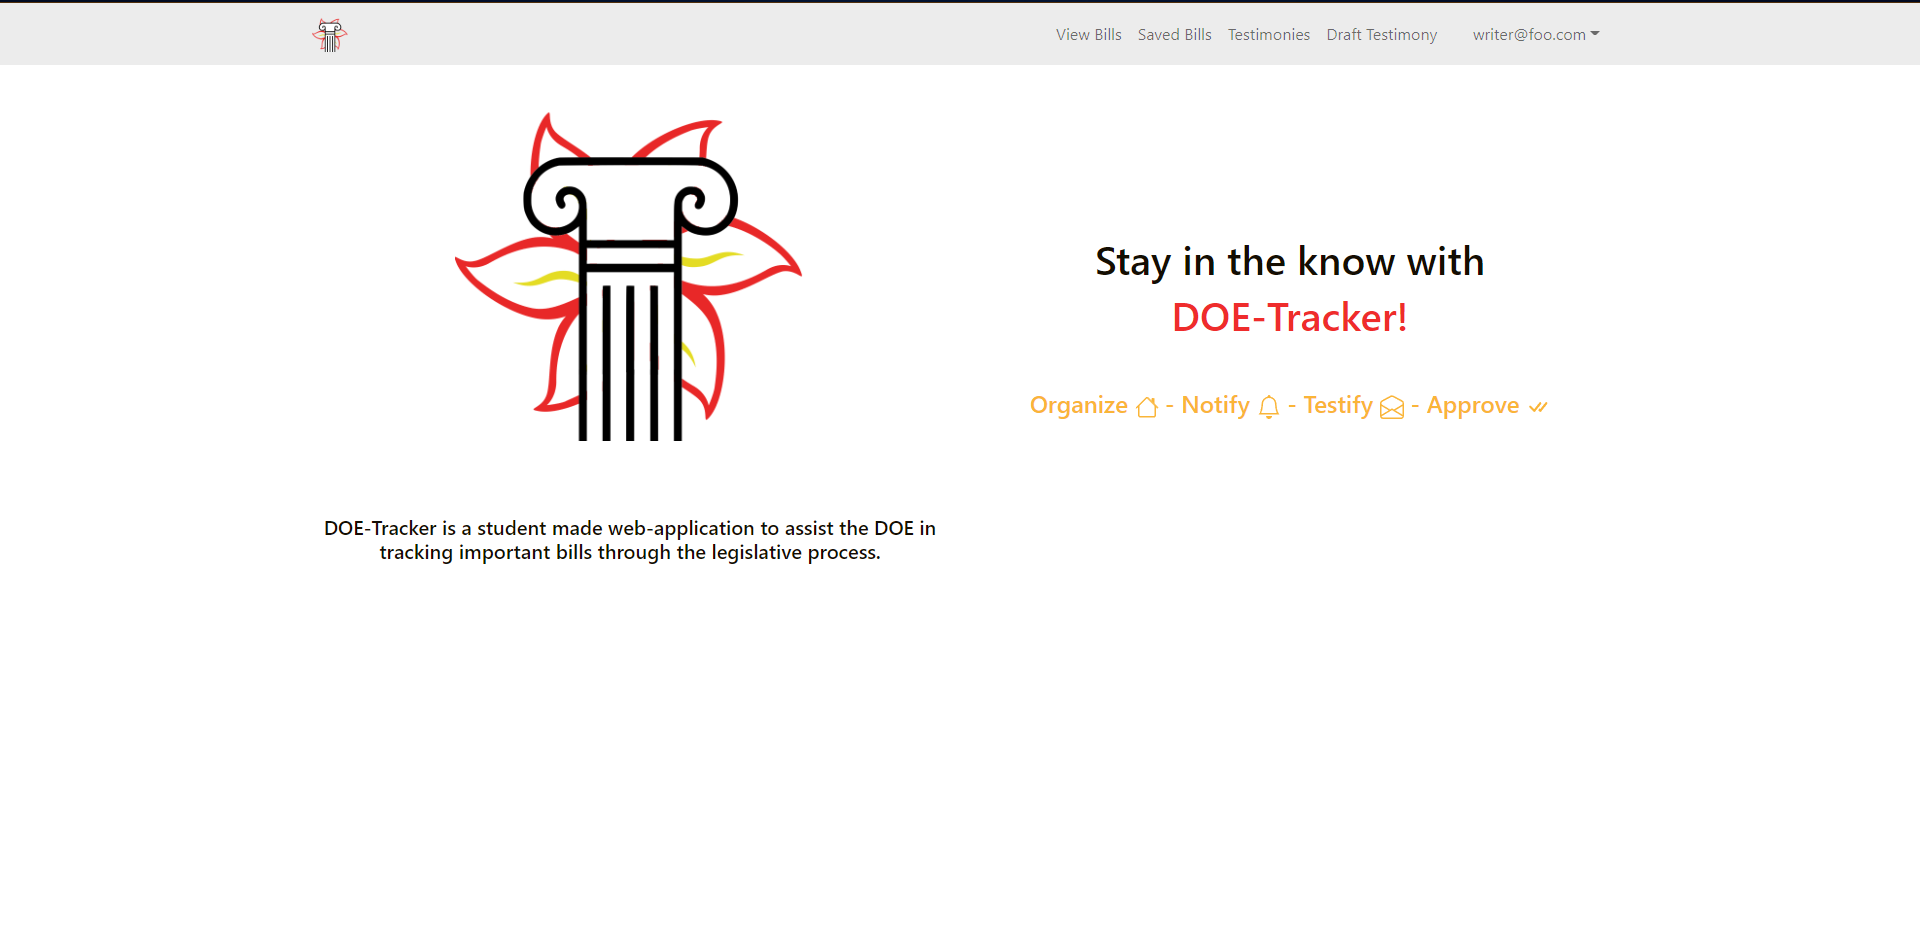 View Bills Saved Bills Testimonies Draft Testimony writer@foo.com
Stay in the know with
DOE-Tracker!
Organize - Notify - Testify - Approve
DOE-Tracker is a student made web-application to assist the DOE in
tracking important bills through the legislative process.